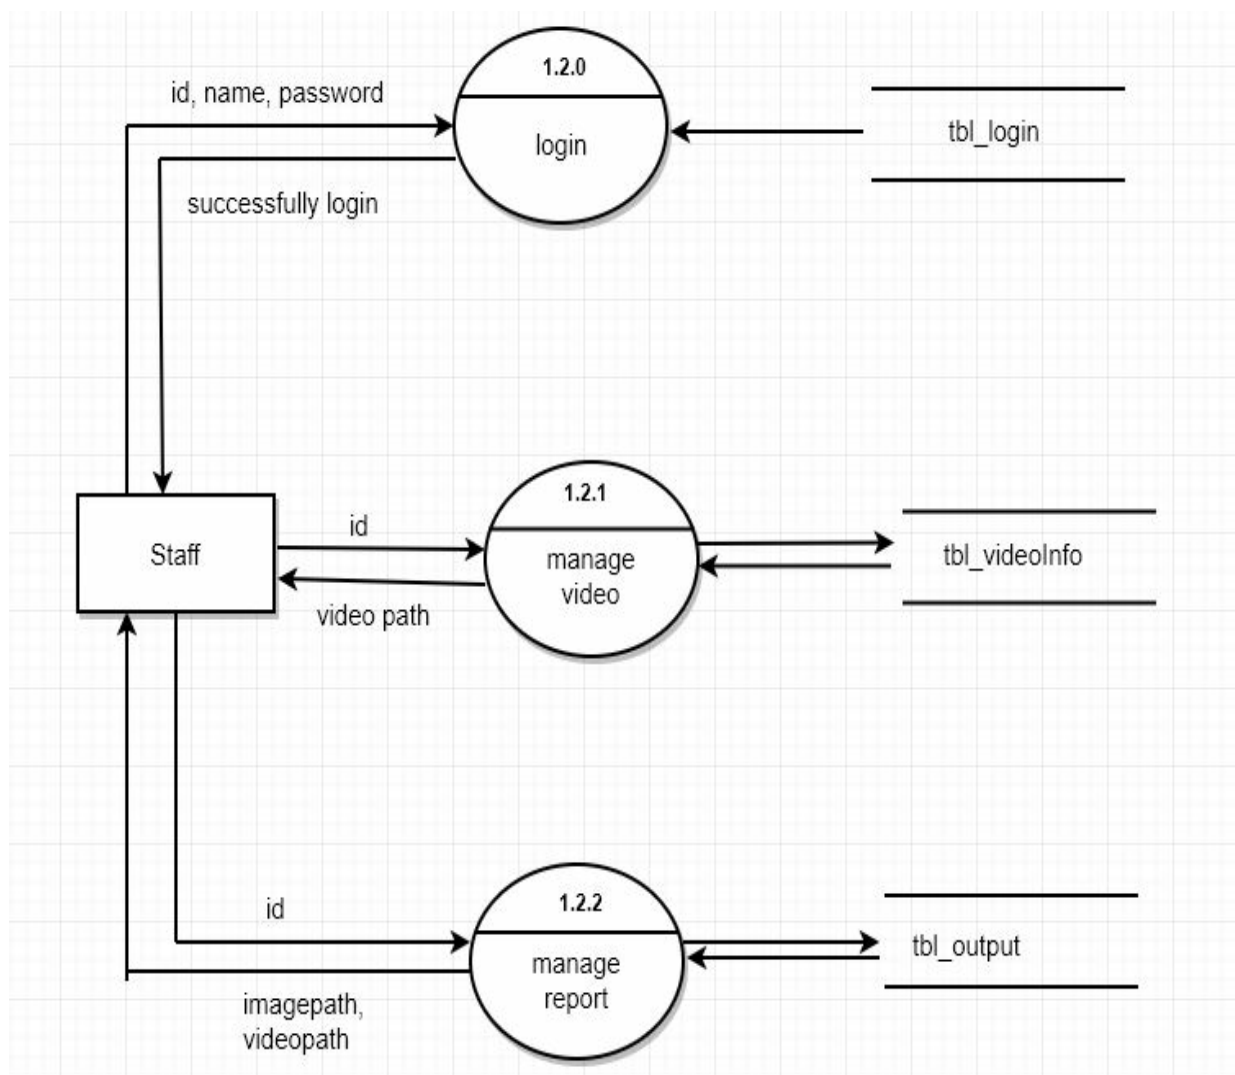 1.2.0
id, name, password
login
tbl_login
successfully login
1.2.1
id
Staff
manage
video
tbl_videoInfo
video path
1.2.2
id
manage
report
tbl_output
imagepath,
videopath